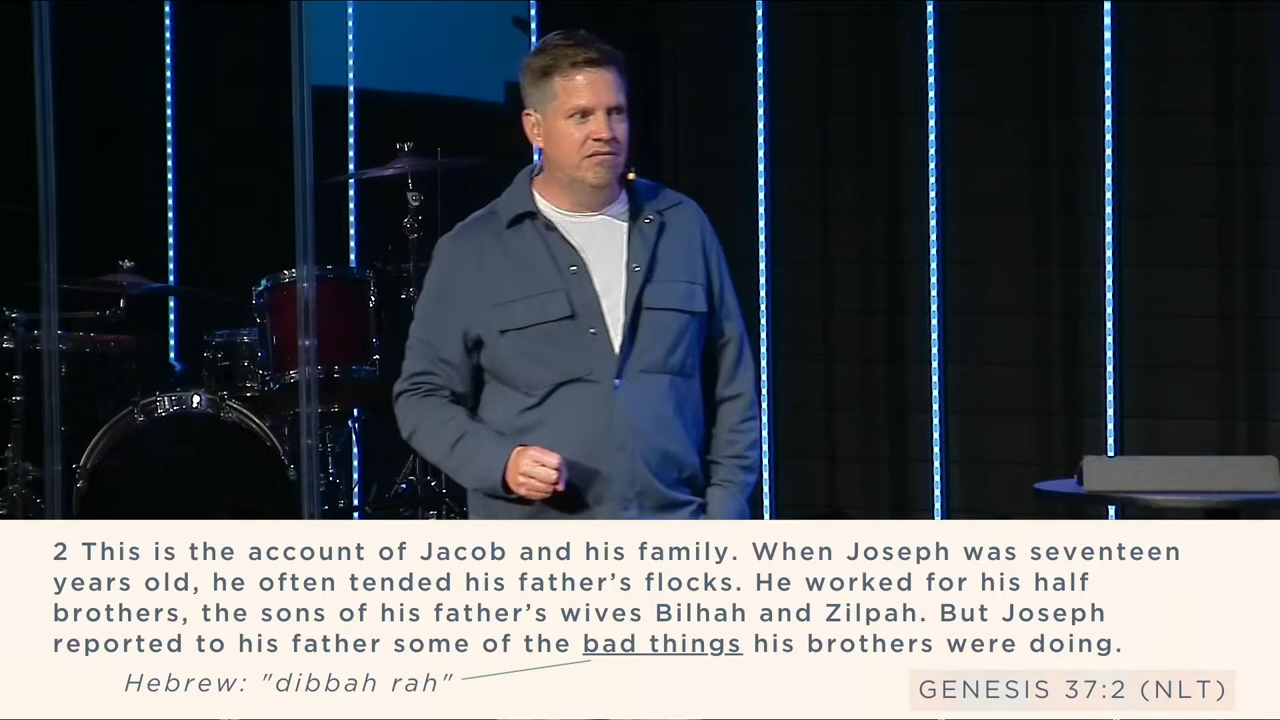 2 This is the account of Jacob and his family. When Joseph was seventeen
years old, he often tended his father’s flocks. He worked for his half
brothers, the sons of his father’s wives Bilhah and Zilpah. But Joseph
reported to his father some of the bad things his brothers were doing.
Hebrew: "dibbah rah"
GENESIS 37:2 (NLT)